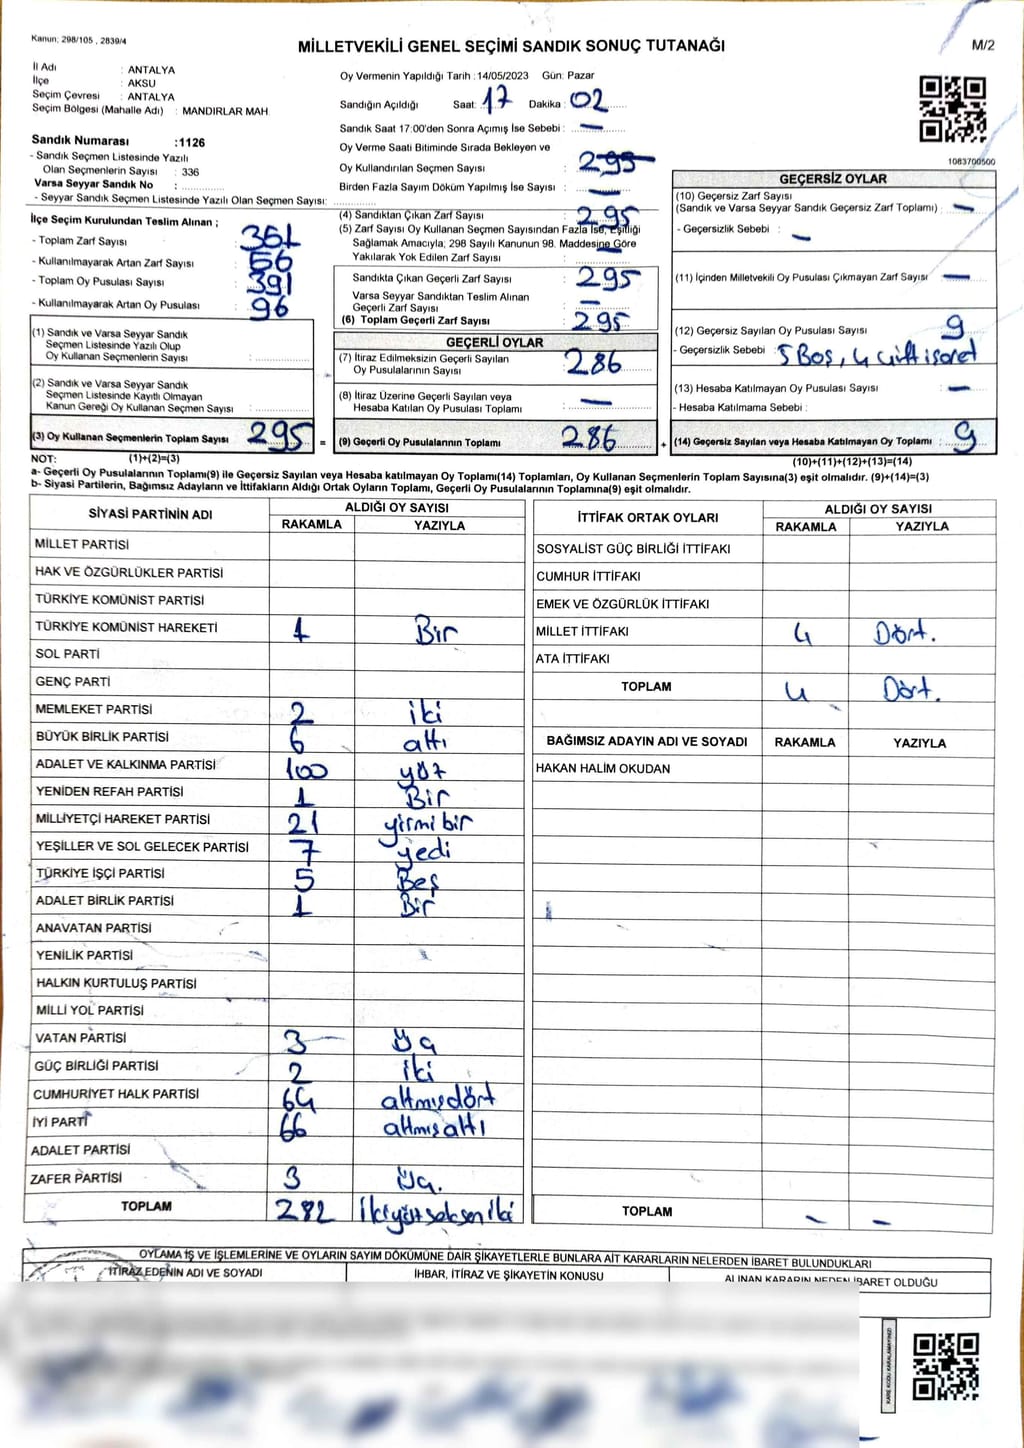 Kanun: 298/105 , 2839/4
MİLLETVEKİLİ GENEL SEÇİMİ SANDIK SONUÇ TUTANAĞI
M/2
İl Adı : ANTALYA
İlçe : AKSU
Seçim Çevresi : ANTALYA
Seçim Bölgesi (Mahalle Adı) : MANDIRLAR MAH.
Sandık Numarası :1126
- Sandık Seçmen Listesinde Yazılı
Olan Seçmenlerin Sayısı : 336
Varsa Seyyar Sandık No :
- Seyyar Sandık Seçmen Listesinde Yazılı Olan Seçmen Sayısı:
Oy Vermenin Yapıldığı Tarih :14/05/2023 Gün: Pazar
Sandığın Açıldığı Saat: 17 Dakika : 02
Sandık Saat 17:00'den Sonra Açımış İse Sebebi : —
Oy Verme Saati Bitiminde Sırada Bekleyen ve
Oy Kullandırılan Seçmen Sayısı : 295
Birden Fazla Sayım Döküm Yapılmış İse Sayısı : —
1083700500
İlçe Seçim Kurulundan Teslim Alınan ;
- Toplam Zarf Sayısı : 351
- Kullanılmayarak Artan Zarf Sayısı : 56
- Toplam Oy Pusulası Sayısı : 391
- Kullanılmayarak Artan Oy Pusulası : 96
(1) Sandık ve Varsa Seyyar Sandık
Seçmen Listesinde Yazılı Olup
Oy Kullanan Seçmenlerin Sayısı :
(2) Sandık ve Varsa Seyyar Sandık
Seçmen Listesinde Kayıtlı Olmayan
Kanun Gereği Oy Kullanan Seçmen Sayısı :
(3) Oy Kullanan Seçmenlerin Toplam Sayısı : 295 =
(4) Sandıktan Çıkan Zarf Sayısı : 295
(5) Zarf Sayısı Oy Kullanan Seçmen Sayısından Fazla İse, Eşitliği
Sağlamak Amacıyla; 298 Sayılı Kanunun 98. Maddesine Göre
Yakılarak Yok Edilen Zarf Sayısı :
Sandıkta Çıkan Geçerli Zarf Sayısı : 295
Varsa Seyyar Sandıktan Teslim Alınan
Geçerli Zarf Sayısı : —
(6) Toplam Geçerli Zarf Sayısı : 295
GEÇERLİ OYLAR
(7) İtiraz Edilmeksizin Geçerli Sayılan
Oy Pusulalarının Sayısı : 286
(8) İtiraz Üzerine Geçerli Sayılan veya
Hesaba Katılan Oy Pusulası Toplamı : —
(9) Geçerli Oy Pusulalarının Toplamı : 286 +
GEÇERSİZ OYLAR
(10) Geçersiz Zarf Sayısı
(Sandık ve Varsa Seyyar Sandık Geçersiz Zarf Toplamı) : —
- Geçersizlik Sebebi : —
(11) İçinden Milletvekili Oy Pusulası Çıkmayan Zarf Sayısı : —
(12) Geçersiz Sayılan Oy Pusulası Sayısı : 9
- Geçersizlik Sebebi : 5 Boş, 4 Çift işaret
(13) Hesaba Katılmayan Oy Pusulası Sayısı : —
- Hesaba Katılmama Sebebi :
(14) Geçersiz Sayılan veya Hesaba Katılmayan Oy Toplamı : 9
NOT: (1)+(2)=(3)
(10)+(11)+(12)+(13)=(14)
a- Geçerli Oy Pusulalarının Toplamı(9) ile Geçersiz Sayılan veya Hesaba katılmayan Oy Toplamı(14) Toplamları, Oy Kullanan Seçmenlerin Toplam Sayısına(3) eşit olmalıdır. (9)+(14)=(3)
b- Siyasi Partilerin, Bağımsız Adayların ve İttifakların Aldığı Ortak Oyların Toplamı, Geçerli Oy Pusulalarının Toplamına(9) eşit olmalıdır.
SİYASİ PARTİNİN ADI
ALDIĞI OY SAYISI
RAKAMLA YAZIYLA
MİLLET PARTİSİ
HAK VE ÖZGÜRLÜKLER PARTİSİ
TÜRKİYE KOMÜNİST PARTİSİ
TÜRKİYE KOMÜNİST HAREKETİ 1 Bir
SOL PARTİ
GENÇ PARTİ
MEMLEKET PARTİSİ 2 iki
BÜYÜK BİRLİK PARTİSİ 6 altı
ADALET VE KALKINMA PARTİSİ 100 yüz
YENİDEN REFAH PARTİSİ 1 Bir
MİLLİYETÇİ HAREKET PARTİSİ 21 yirmi bir
YEŞİLLER VE SOL GELECEK PARTİSİ 7 yedi
TÜRKİYE İŞÇİ PARTİSİ 5 Beş
ADALET BİRLİK PARTİSİ 1 Bir
ANAVATAN PARTİSİ
YENİLİK PARTİSİ
HALKIN KURTULUŞ PARTİSİ
MİLLİ YOL PARTİSİ
VATAN PARTİSİ 3 Üç
GÜÇ BİRLİĞİ PARTİSİ 2 iki
CUMHURİYET HALK PARTİSİ 64 altmışdört
İYİ PARTİ 66 altmışaltı
ADALET PARTİSİ
ZAFER PARTİSİ 3 Üç.
TOPLAM 282 İkiyüzseksen iki
İTTİFAK ORTAK OYLARI
ALDIĞI OY SAYISI
RAKAMLA YAZIYLA
SOSYALİST GÜÇ BİRLİĞİ İTTİFAKI
CUMHUR İTTİFAKI
EMEK VE ÖZGÜRLÜK İTTİFAKI
MİLLET İTTİFAKI 4 Dört.
ATA İTTİFAKI
TOPLAM 4 Dört.
BAĞIMSIZ ADAYIN ADI VE SOYADI RAKAMLA YAZIYLA
HAKAN HALİM OKUDAN
TOPLAM — —
OYLAMA İŞ VE İŞLEMLERİNE VE OYLARIN SAYIM DÖKÜMÜNE DAİR ŞİKAYETLERLE BUNLARA AİT KARARLARIN NELERDEN İBARET BULUNDUKLARI
İTİRAZ EDENİN ADI VE SOYADI
İHBAR, İTİRAZ VE ŞİKAYETİN KONUSU
ALINAN KARARIN NEDEN İBARET OLDUĞU
KARE KODU KARALAMAYINIZ!